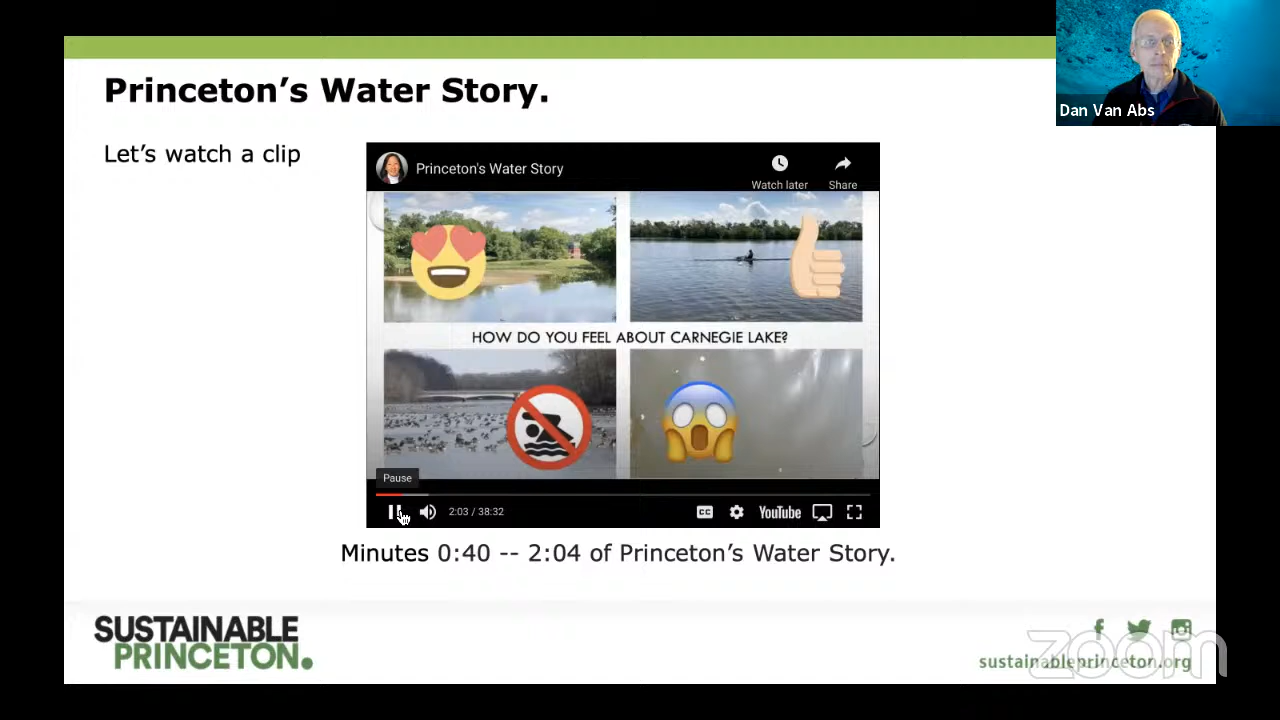 Princeton’s Water Story.
Dan Van Abs
Let’s watch a clip
Princeton's Water Story
Watch later
Share
HOW DO YOU FEEL ABOUT CARNEGIE LAKE?
Pause
2:03 / 38:32
CC
YouTube
Minutes 0:40 -- 2:04 of Princeton’s Water Story.
SUSTAINABLE
PRINCETON.
zoom
sustainableprinceton.org